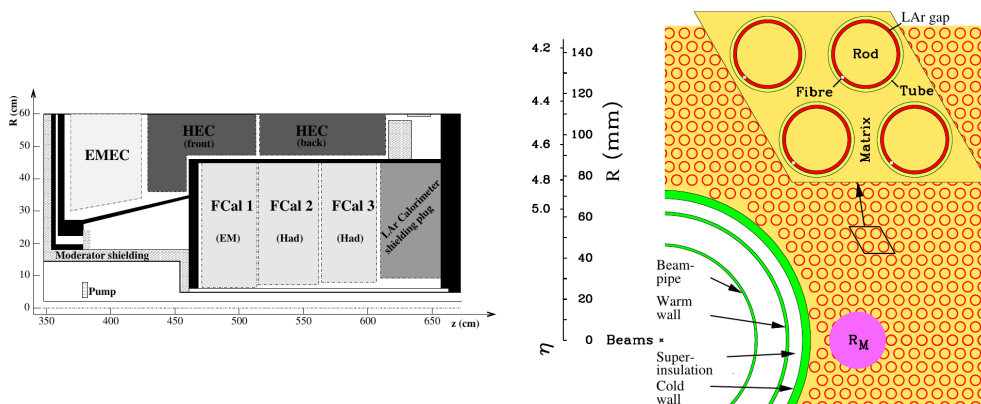 R (cm)
60
50
40
30
20
10
0
EMEC
HEC
(front)
HEC
(back)
FCal 1
(EM)
FCal 2
(Had)
FCal 3
(Had)
LAr Calorimeter
shielding plug
Moderator shielding
Pump
350
400
450
500
550
600
650
z (cm)
4.2
4.4
4.6
4.8
5.0
η
140
120
100
80
60
40
20
0
R (mm)
LAr gap
Rod
Fibre
Tube
Matrix
Beam-
pipe
Warm
wall
Beams
Super-
insulation
Cold
wall
R_M